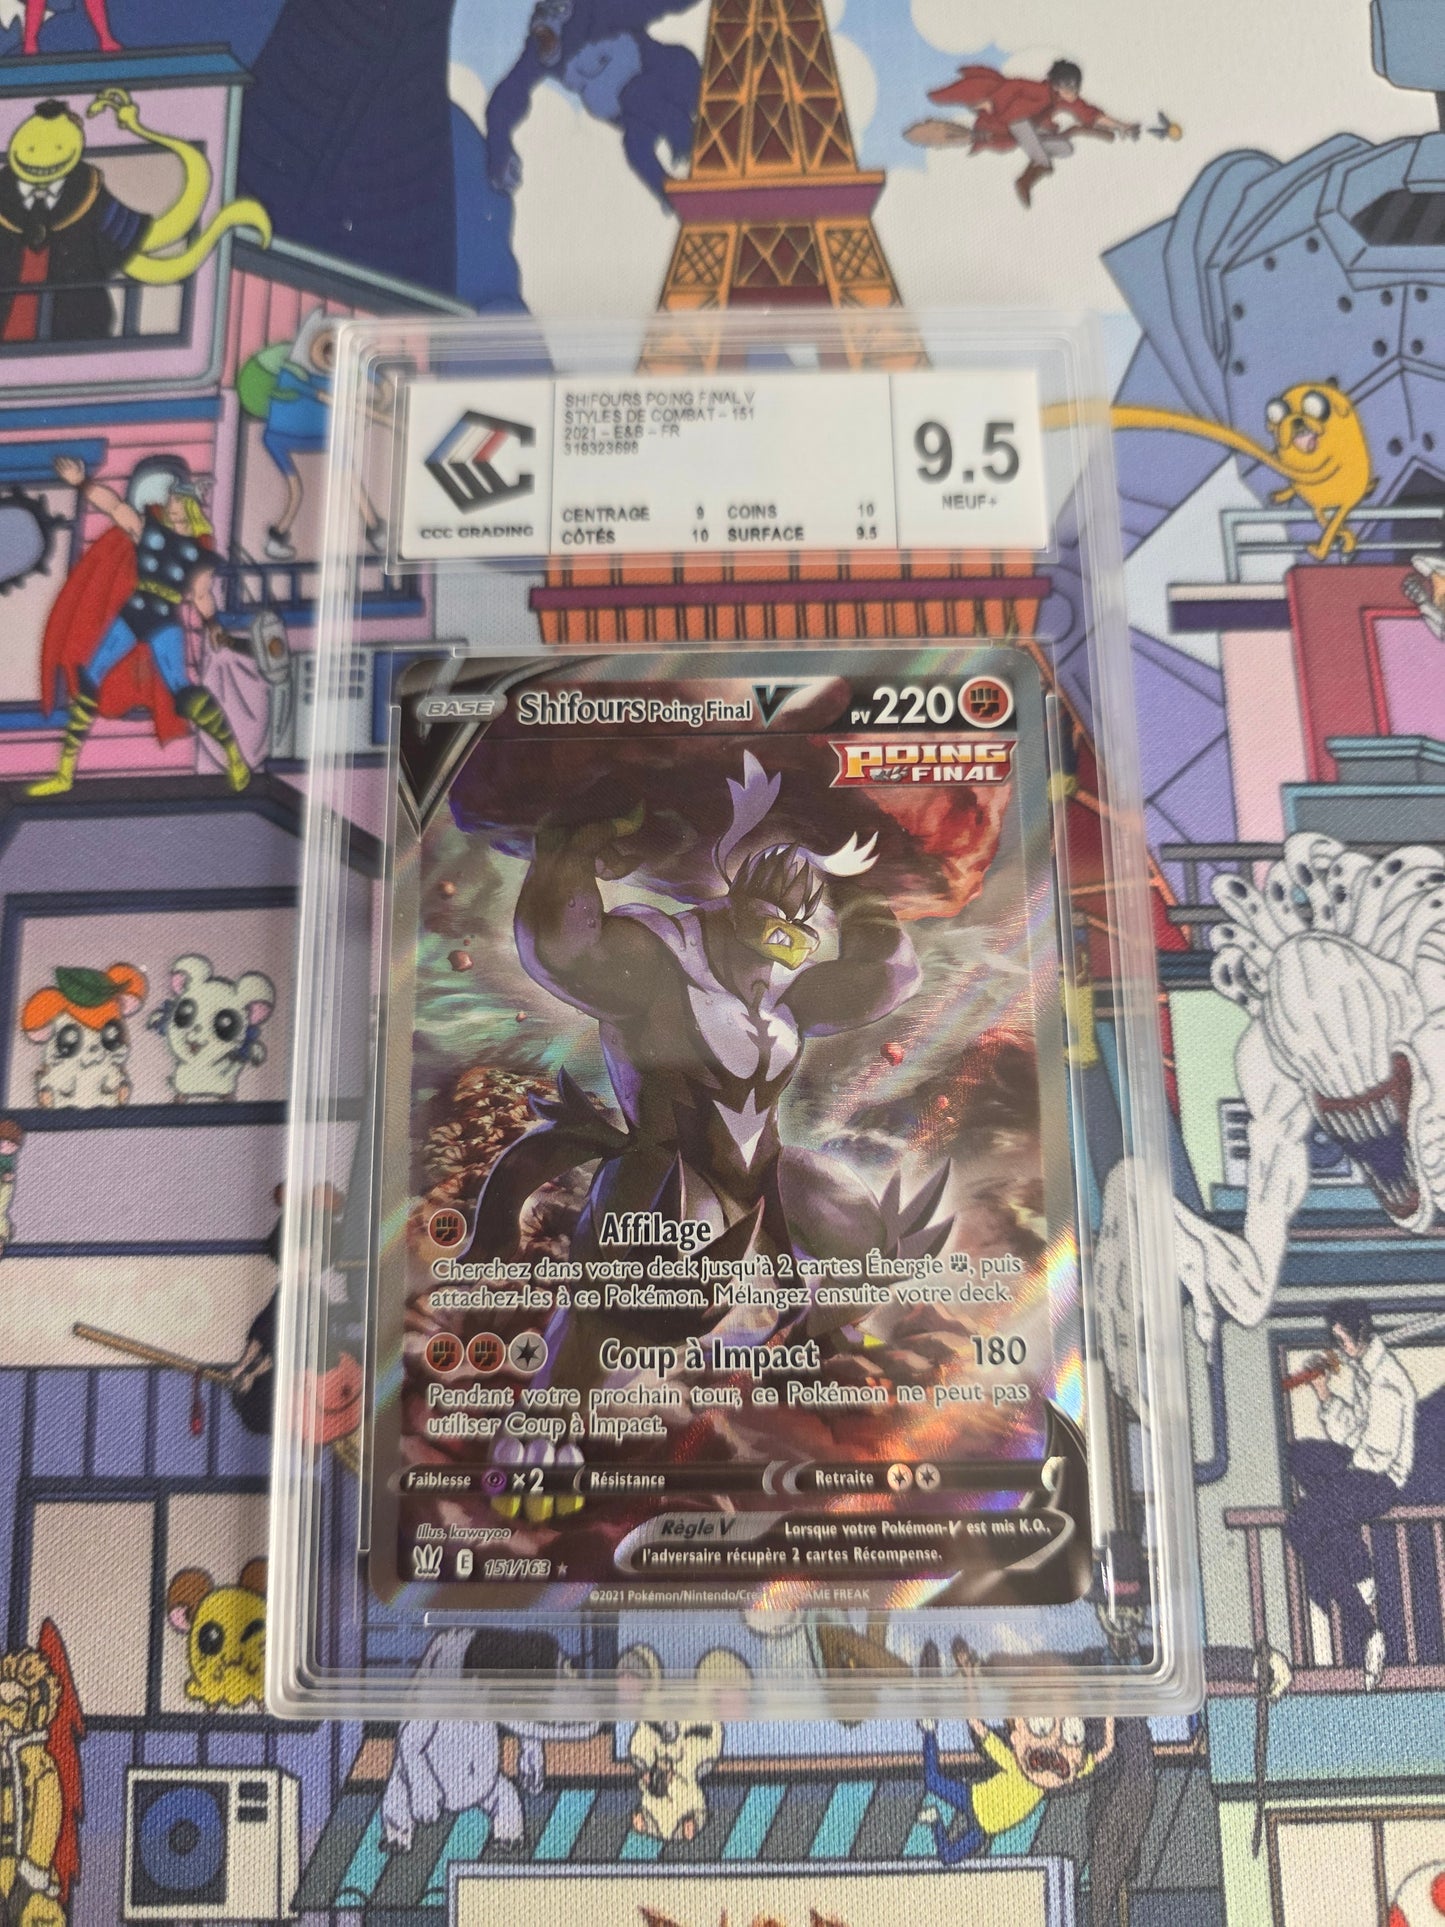 SHIFOURS POING FINAL V
STYLES DE COMBAT - 151
2021 - E&B - FR
319323698
CENTRAGE 9 COINS 10
CÔTÉS 10 SURFACE 9.5
9.5
NEUF+
CCC GRADING
BASE
Shifours Poing Final V
PV 220
POING
FINAL
Affilage
Cherchez dans votre deck jusqu'à 2 cartes Énergie , puis
attachez-les à ce Pokémon. Mélangez ensuite votre deck.
Coup à Impact 180
Pendant votre prochain tour, ce Pokémon ne peut pas
utiliser Coup à Impact.
Faiblesse ×2 Résistance Retraite
Illus. kawayoo
E 151/163 ★
Règle V Lorsque votre Pokémon-V est mis K.O.,
l'adversaire récupère 2 cartes Récompense.
©2021 Pokémon/Nintendo/Cre GAME FREAK